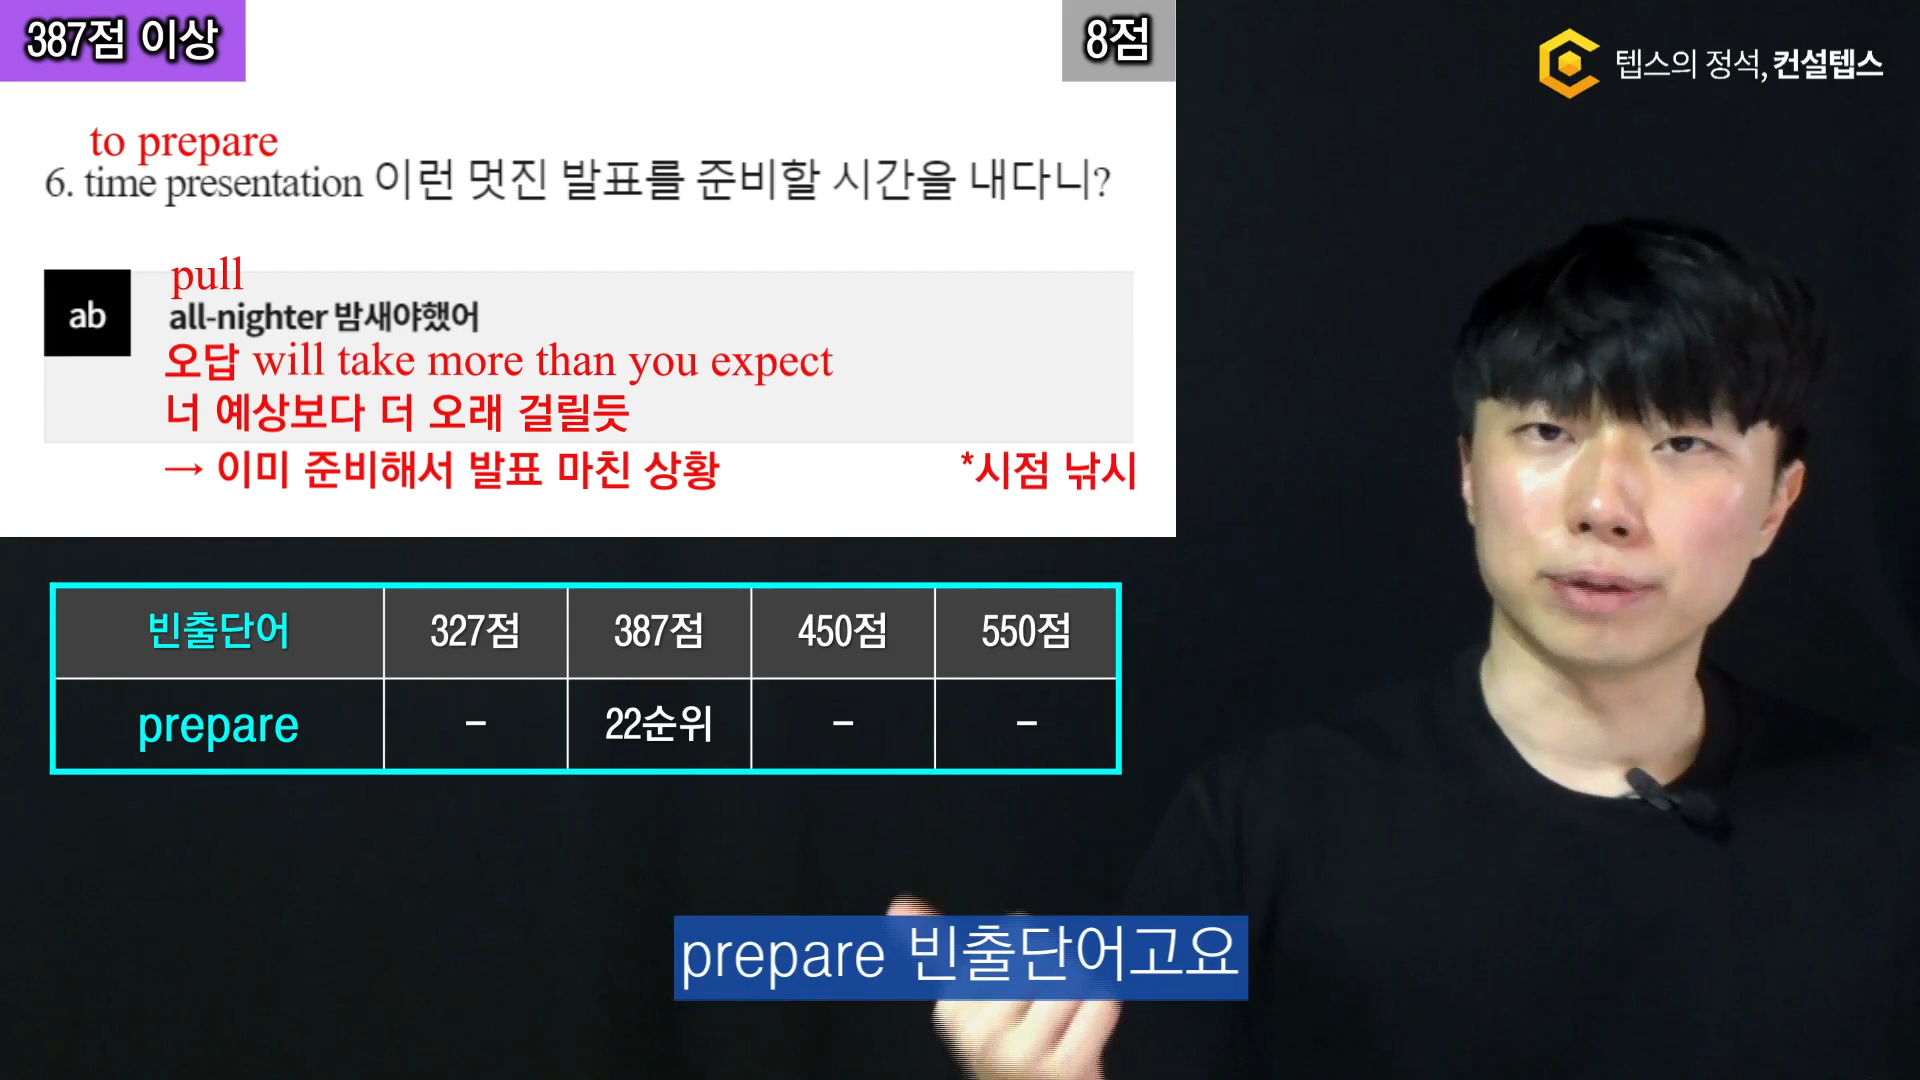 387점 이상
8점
텝스의 정석, 컨설텝스
to prepare
6. time presentation 이런 멋진 발표를 준비할 시간을 내다니?
pull
ab
all-nighter 밤새야했어
오답 will take more than you expect
너 예상보다 더 오래 걸릴듯
→ 이미 준비해서 발표 마친 상황
*시점 낚시
빈출단어 327점 387점 450점 550점
prepare - 22순위 - -
prepare 빈출단어고요